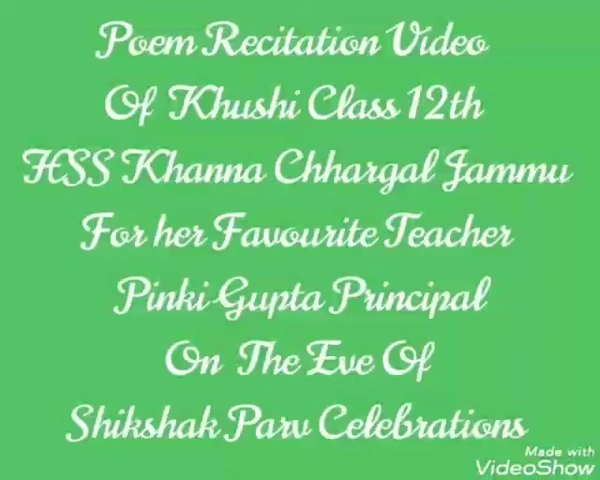 Poem Recitation Video
Of Khushi Class 12th
HSS Khanna Chhargal Jammu
For her Favourite Teacher
Pinki Gupta Principal
On The Eve Of
Shikshak Parv Celebrations
Made with
VideoShow